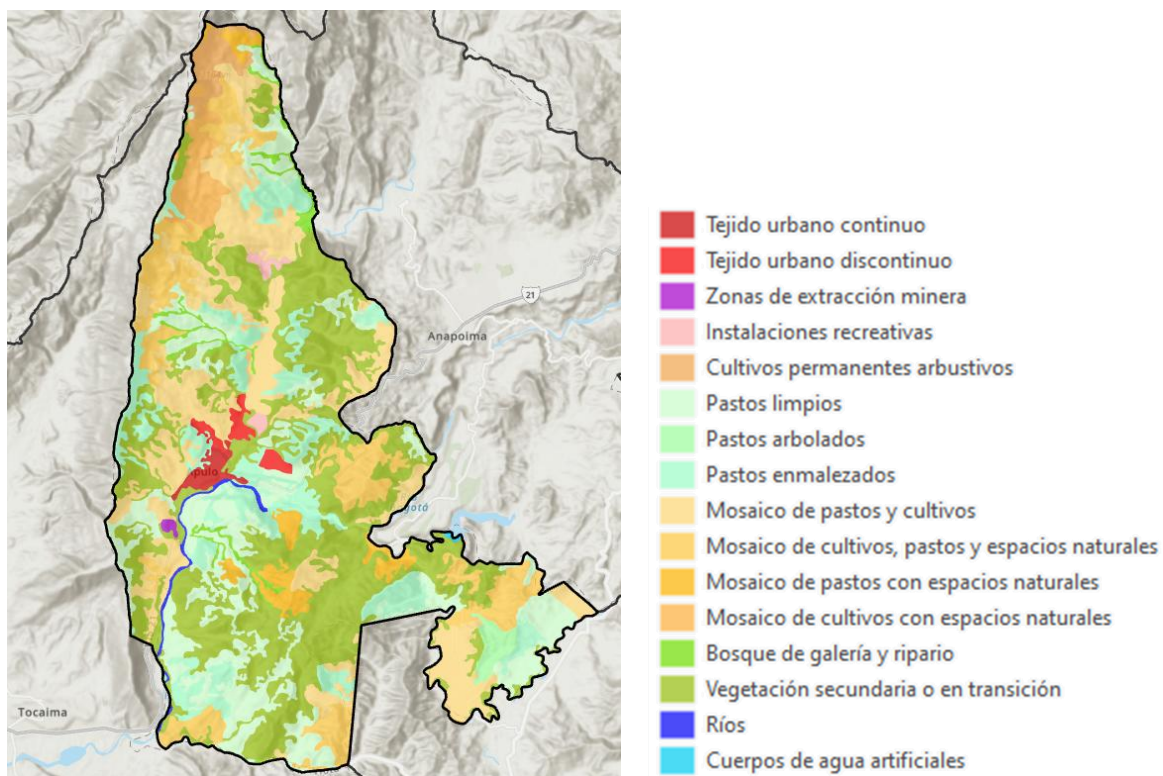 21
Anapoima
Apulo
Tocaima
Tejido urbano continuo
Tejido urbano discontinuo
Zonas de extracción minera
Instalaciones recreativas
Cultivos permanentes arbustivos
Pastos limpios
Pastos arbolados
Pastos enmalezados
Mosaico de pastos y cultivos
Mosaico de cultivos, pastos y espacios naturales
Mosaico de pastos con espacios naturales
Mosaico de cultivos con espacios naturales
Bosque de galería y ripario
Vegetación secundaria o en transición
Ríos
Cuerpos de agua artificiales